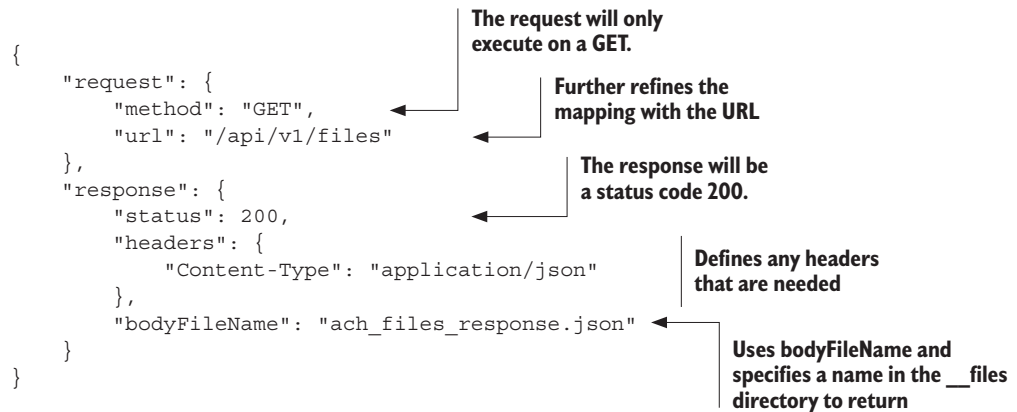 The request will only
execute on a GET.
{
"request": {
Further refines the
mapping with the URL
"method": "GET",
"url": "/api/v1/files"
},
The response will be
a status code 200.
"response": {
"status": 200,
"headers": {
Defines any headers
that are needed
"Content-Type": "application/json"
},
"bodyFileName": "ach_files_response.json"
}
Uses bodyFileName and
specifies a name in the __files
directory to return
}